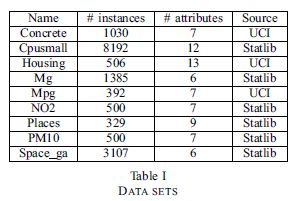 Name # instances # attributes Source
Concrete 1030 7 UCI
Cpusmall 8192 12 Statlib
Housing 506 13 UCI
Mg 1385 6 Statlib
Mpg 392 7 UCI
NO2 500 7 Statlib
Places 329 9 Statlib
PM10 500 7 Statlib
Space_ga 3107 6 Statlib
Table I
DATA SETS